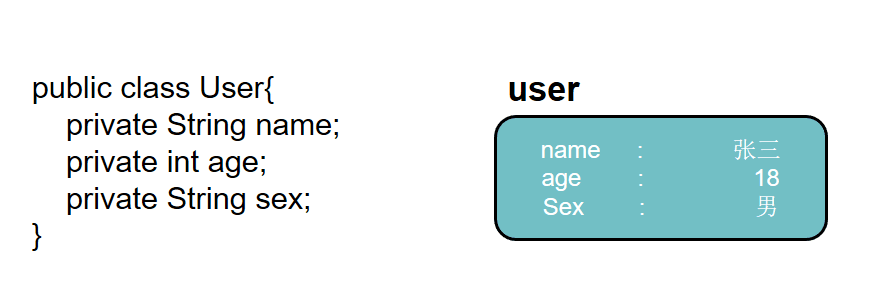 public class User{
private String name;
private int age;
private String sex;
}
user
name : 张三
age : 18
Sex : 男